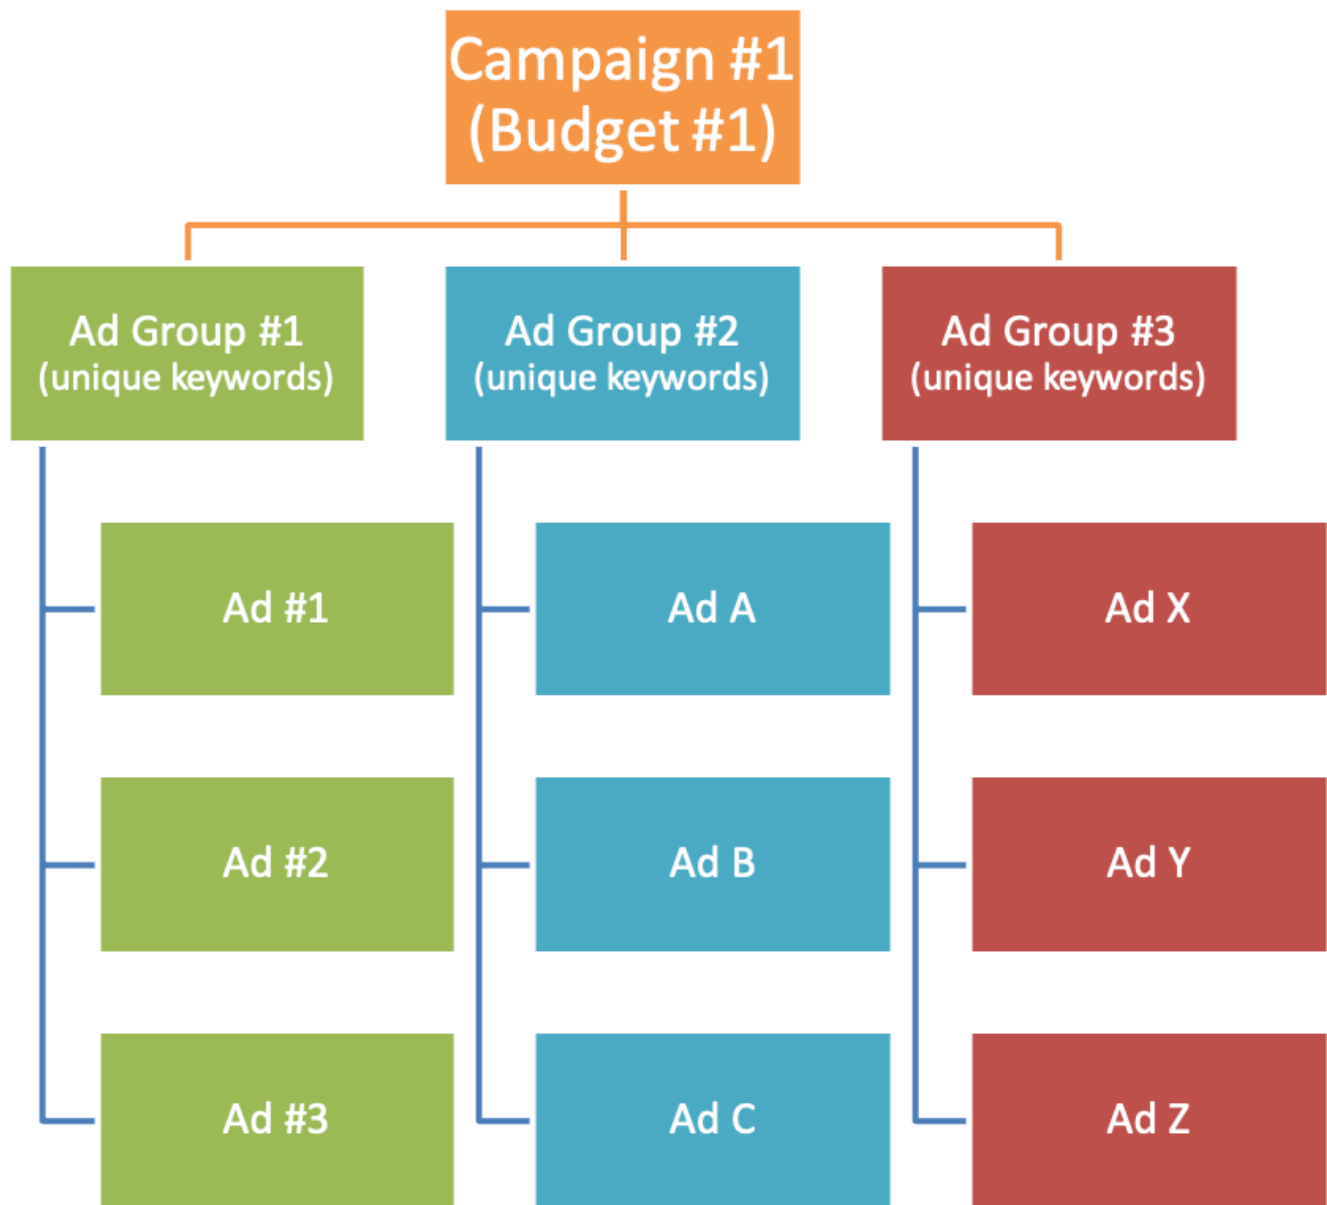 Campaign #1
(Budget #1)
Ad Group #1
(unique keywords)
Ad Group #2
(unique keywords)
Ad Group #3
(unique keywords)
Ad #1
Ad A
Ad X
Ad #2
Ad B
Ad Y
Ad #3
Ad C
Ad Z